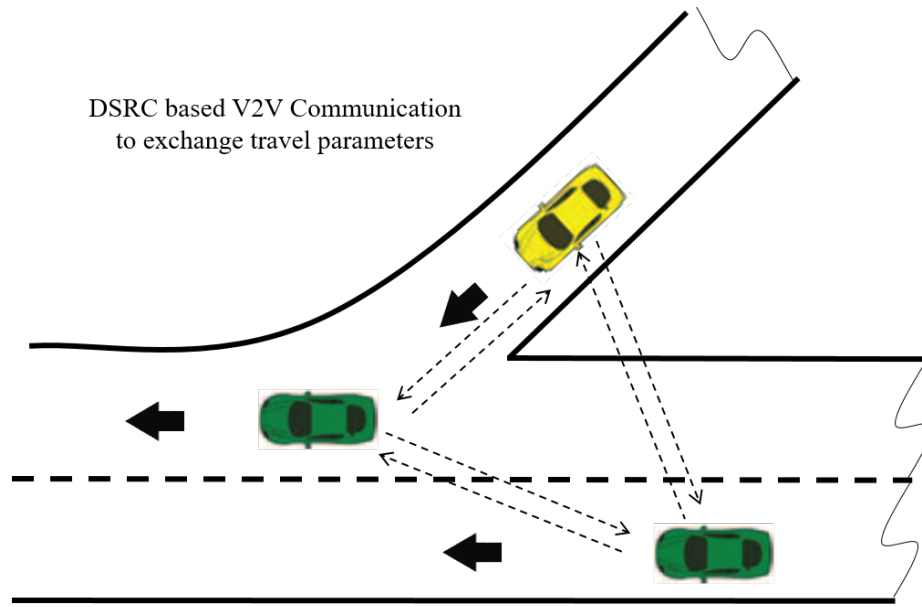 DSRC based V2V Communication
to exchange travel parameters